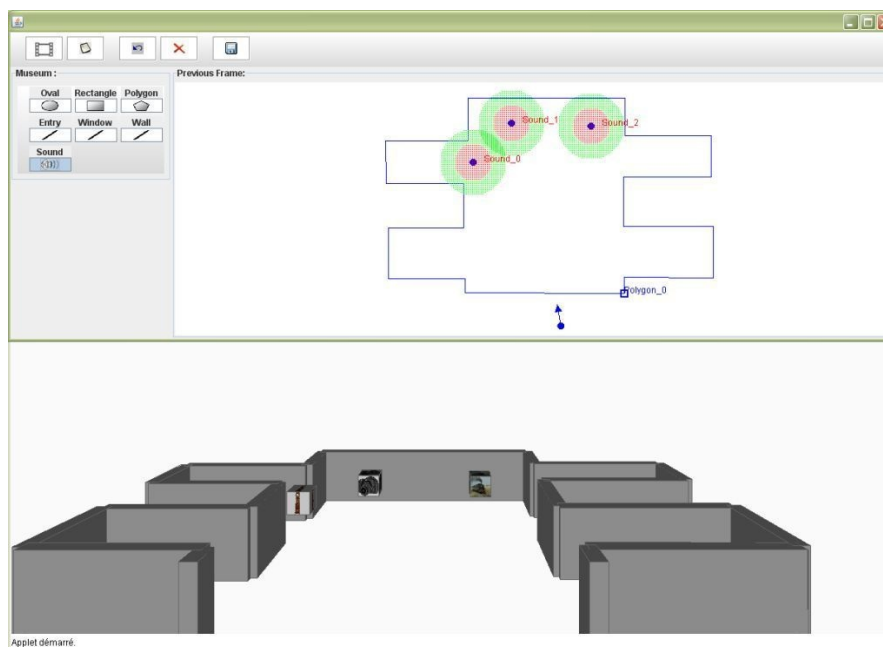 Museum :
Previous Frame:
Oval Rectangle Polygon
Entry Window Wall
Sound
Sound_1
Sound_2
Sound_0
Polygon_0
Applet démarré.